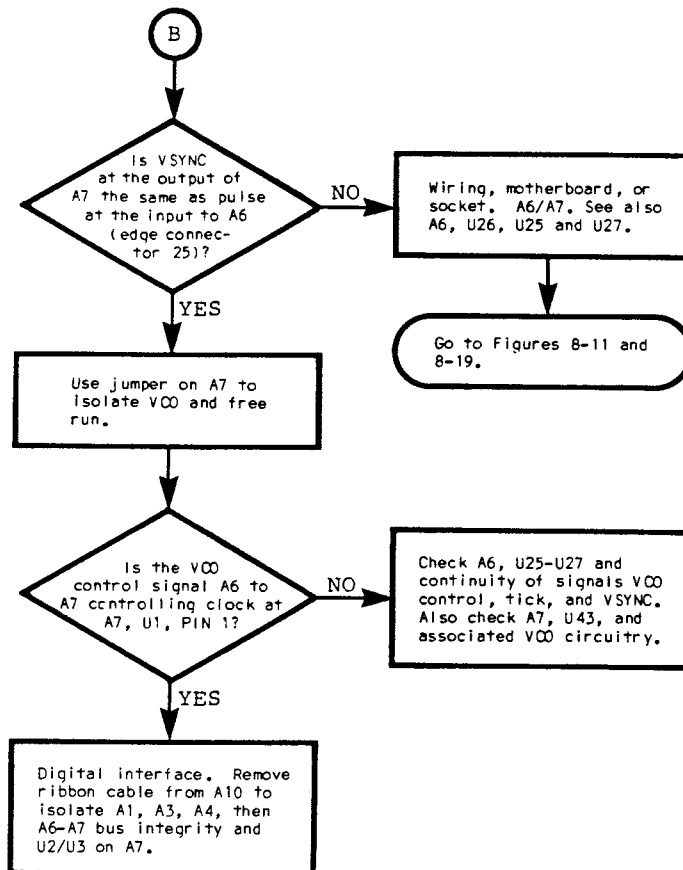 B
Is VSYNC
at the output of
A7 the same as pulse
at the input to A6
(edge connec-
tor 25)?
NO
Wiring, motherboard, or
socket. A6/A7. See also
A6, U26, U25 and U27.
YES
Go to Figures 8-11 and
8-19.
Use jumper on A7 to
isolate VCO and free
run.
Is the VCO
control signal A6 to
A7 controlling clock at
A7, U1, PIN 1?
NO
Check A6, U25-U27 and
continuity of signals VCO
control, tick, and VSYNC.
Also check A7, U43, and
associated VCO circuitry.
YES
Digital interface. Remove
ribbon cable from A10 to
isolate A1, A3, A4, then
A6-A7 bus integrity and
U2/U3 on A7.